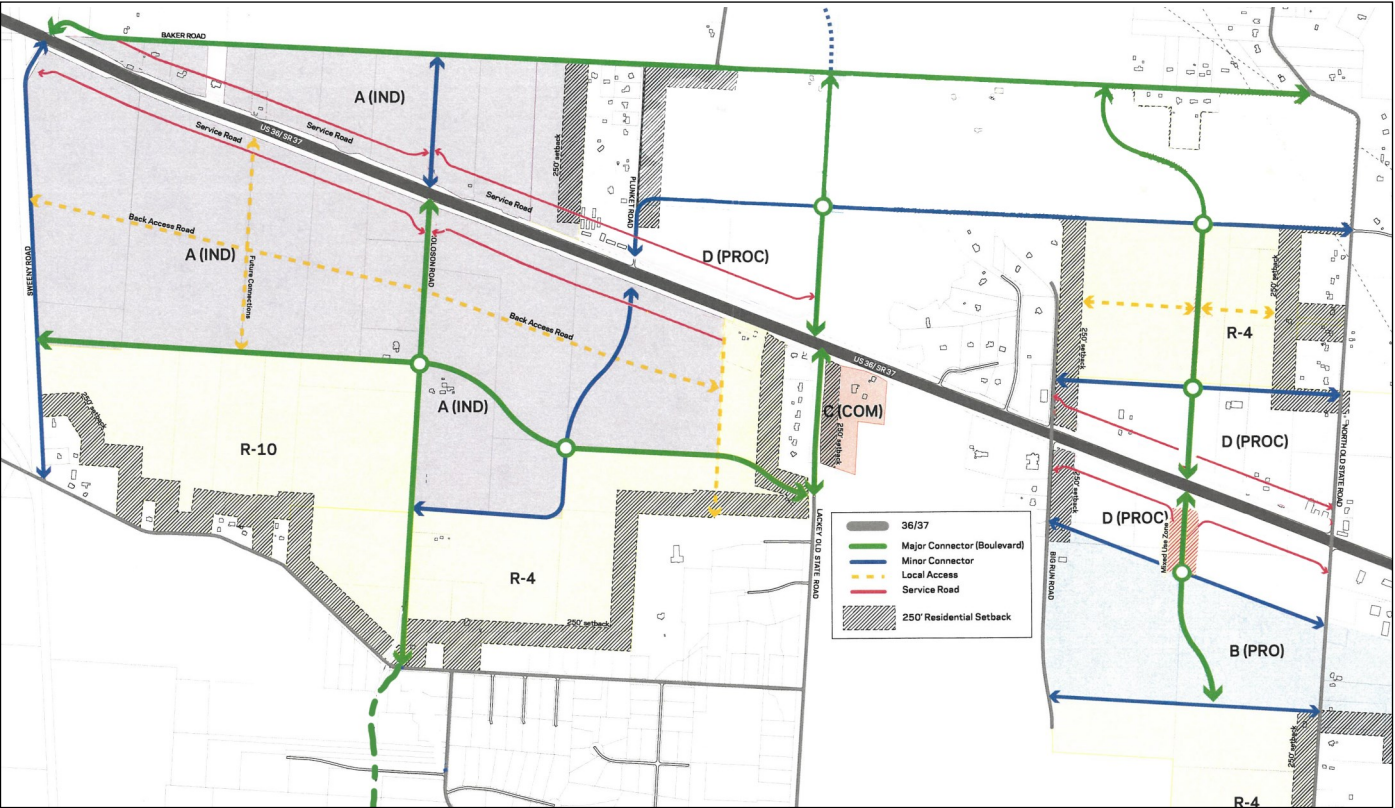 BAKER ROAD
A (IND)
Service Road
US 36/ SR 37
Service Road
250' setback
PLUNKET ROAD
Service Road
Back Access Road
A (IND)
D (PROC)
SWEENY ROAD
Future Connections
OLOSON ROAD
250' setback
R-4
250' setback
Back Access Road
US 36/ SR 37
A (IND)
C (COM)
250' setback
250' setback
R-10
D (PROC)
NORTH OLD STATE ROAD
250' setback
D (PROC)
Mixed Use Zone
36/37
Major Connector (Boulevard)
Minor Connector
Local Access
Service Road
250' Residential Setback
LACKEY OLD STATE ROAD
BIG RUN ROAD
R-4
250' setback
B (PRO)
250' setback
R-4